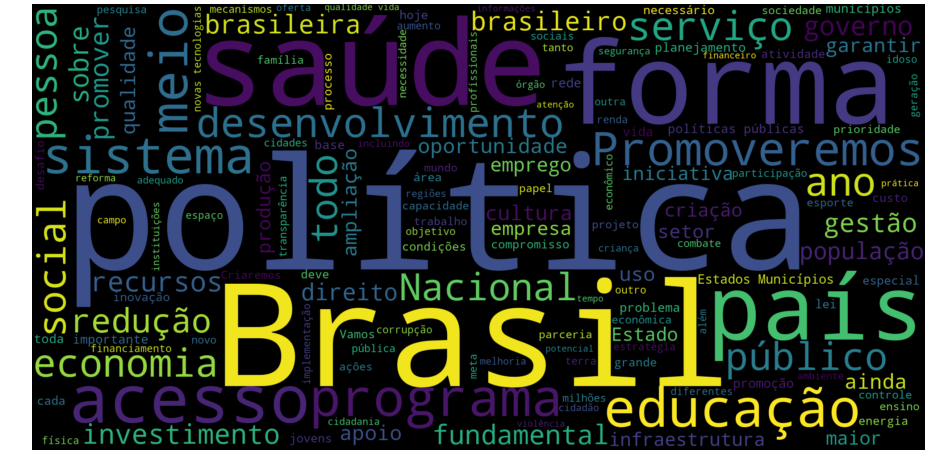 pesquisa
mecanismos
oferta
qualidade vida
hoje
aumento
brasileira
brasileiro
necessário
sociedade
municípios
informações
sociais
tanto
serviço
governo
pessoa
sobre
promover
qualidade
meio
novas tecnologias
família
saúde
processo
necessidade
profissionais
forma
segurança
planejamento
financeiro
atividade
garantir
idoso
órgão
rede
atenção
outra
renda
geração
desenvolvimento
vida
políticas públicas
prioridade
sistema
cidades
base
incluindo
oportunidade
Promoveremos
desafio
reforma
adequado
política
produção
todo
ampliação
mundo
área
emprego
iniciativa
participação
regiões
capacidade
papel
econômico
ano
prática
esporte
custo
campo
espaço
instituições
transparência
trabalho
objetivo
condições
cultura
empresa
compromisso
projeto
criança
criação
setor
combate
gestão
população
social
recursos
Criaremos
deve
direito
Nacional
tempo
uso
outro
Estados Municípios
especial
inovação
Brasil
problema
econômica
além
lei
país
redução
toda
importante
novo
financiamento
implementação
Vamos
corrupção
pública
ações
parceria
Estado
estratégia
potencial
terra
grande
público
economia
meta
melhoria
diferentes
promoção
ambiente
ainda
controle
cada
acesso
programa
milhões
cidadão
educação
ensino
energia
cidadania
violência
física
investimento
jovens
apoio
fundamental
infraestrutura
maior